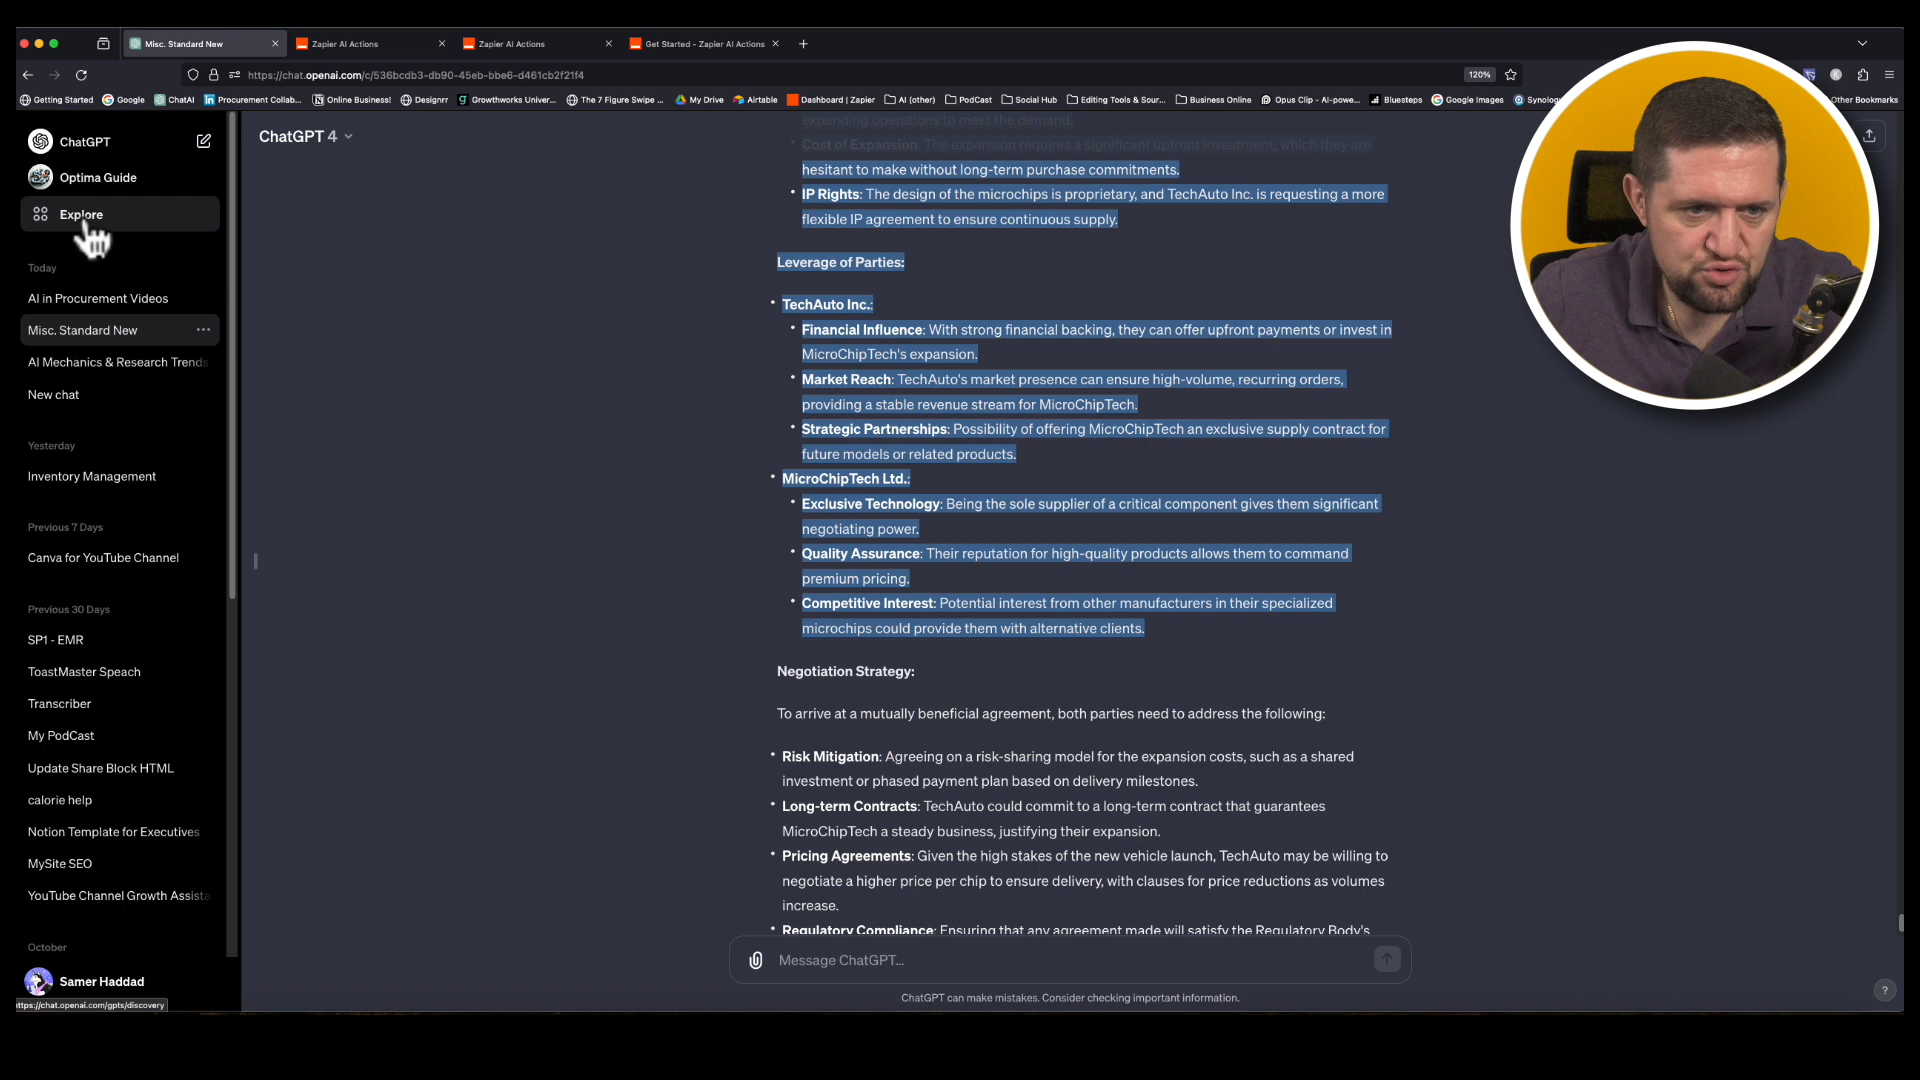 Misc. Standard New
Zapier AI Actions
Zapier AI Actions
Get Started - Zapier AI Actions
https://chat.openai.com/c/536bcdb3-db90-45eb-bbe6-d461cb2f21f4
120%
Getting Started
Google
ChatAI
Procurement Collab...
Online Business!
Designrr
Growthworks Univer...
The 7 Figure Swipe ...
My Drive
Airtable
Dashboard | Zapier
AI (other)
PodCast
Social Hub
Editing Tools & Sour...
Business Online
Opus Clip - AI-powe...
Bluesteps
Google Images
Synolog
Other Bookmarks
ChatGPT
Optima Guide
Explore
Today
AI in Procurement Videos
Misc. Standard New
AI Mechanics & Research Trends
New chat
Yesterday
Inventory Management
Previous 7 Days
Canva for YouTube Channel
Previous 30 Days
SP1 - EMR
ToastMaster Speach
Transcriber
My PodCast
Update Share Block HTML
calorie help
Notion Template for Executives
MySite SEO
YouTube Channel Growth Assista
October
Samer Haddad
https://chat.openai.com/gpts/discovery
ChatGPT 4
expanding operations to meet the demand.
Cost of Expansion: The expansion requires a significant upfront investment, which they are
hesitant to make without long-term purchase commitments.
IP Rights: The design of the microchips is proprietary, and TechAuto Inc. is requesting a more
flexible IP agreement to ensure continuous supply.
Leverage of Parties:
TechAuto Inc.:
Financial Influence: With strong financial backing, they can offer upfront payments or invest in
MicroChipTech's expansion.
Market Reach: TechAuto's market presence can ensure high-volume, recurring orders,
providing a stable revenue stream for MicroChipTech.
Strategic Partnerships: Possibility of offering MicroChipTech an exclusive supply contract for
future models or related products.
MicroChipTech Ltd.:
Exclusive Technology: Being the sole supplier of a critical component gives them significant
negotiating power.
Quality Assurance: Their reputation for high-quality products allows them to command
premium pricing.
Competitive Interest: Potential interest from other manufacturers in their specialized
microchips could provide them with alternative clients.
Negotiation Strategy:
To arrive at a mutually beneficial agreement, both parties need to address the following:
Risk Mitigation: Agreeing on a risk-sharing model for the expansion costs, such as a shared
investment or phased payment plan based on delivery milestones.
Long-term Contracts: TechAuto could commit to a long-term contract that guarantees
MicroChipTech a steady business, justifying their expansion.
Pricing Agreements: Given the high stakes of the new vehicle launch, TechAuto may be willing to
negotiate a higher price per chip to ensure delivery, with clauses for price reductions as volumes
increase.
Regulatory Compliance: Ensuring that any agreement made will satisfy the Regulatory Body's
Message ChatGPT...
ChatGPT can make mistakes. Consider checking important information.
?